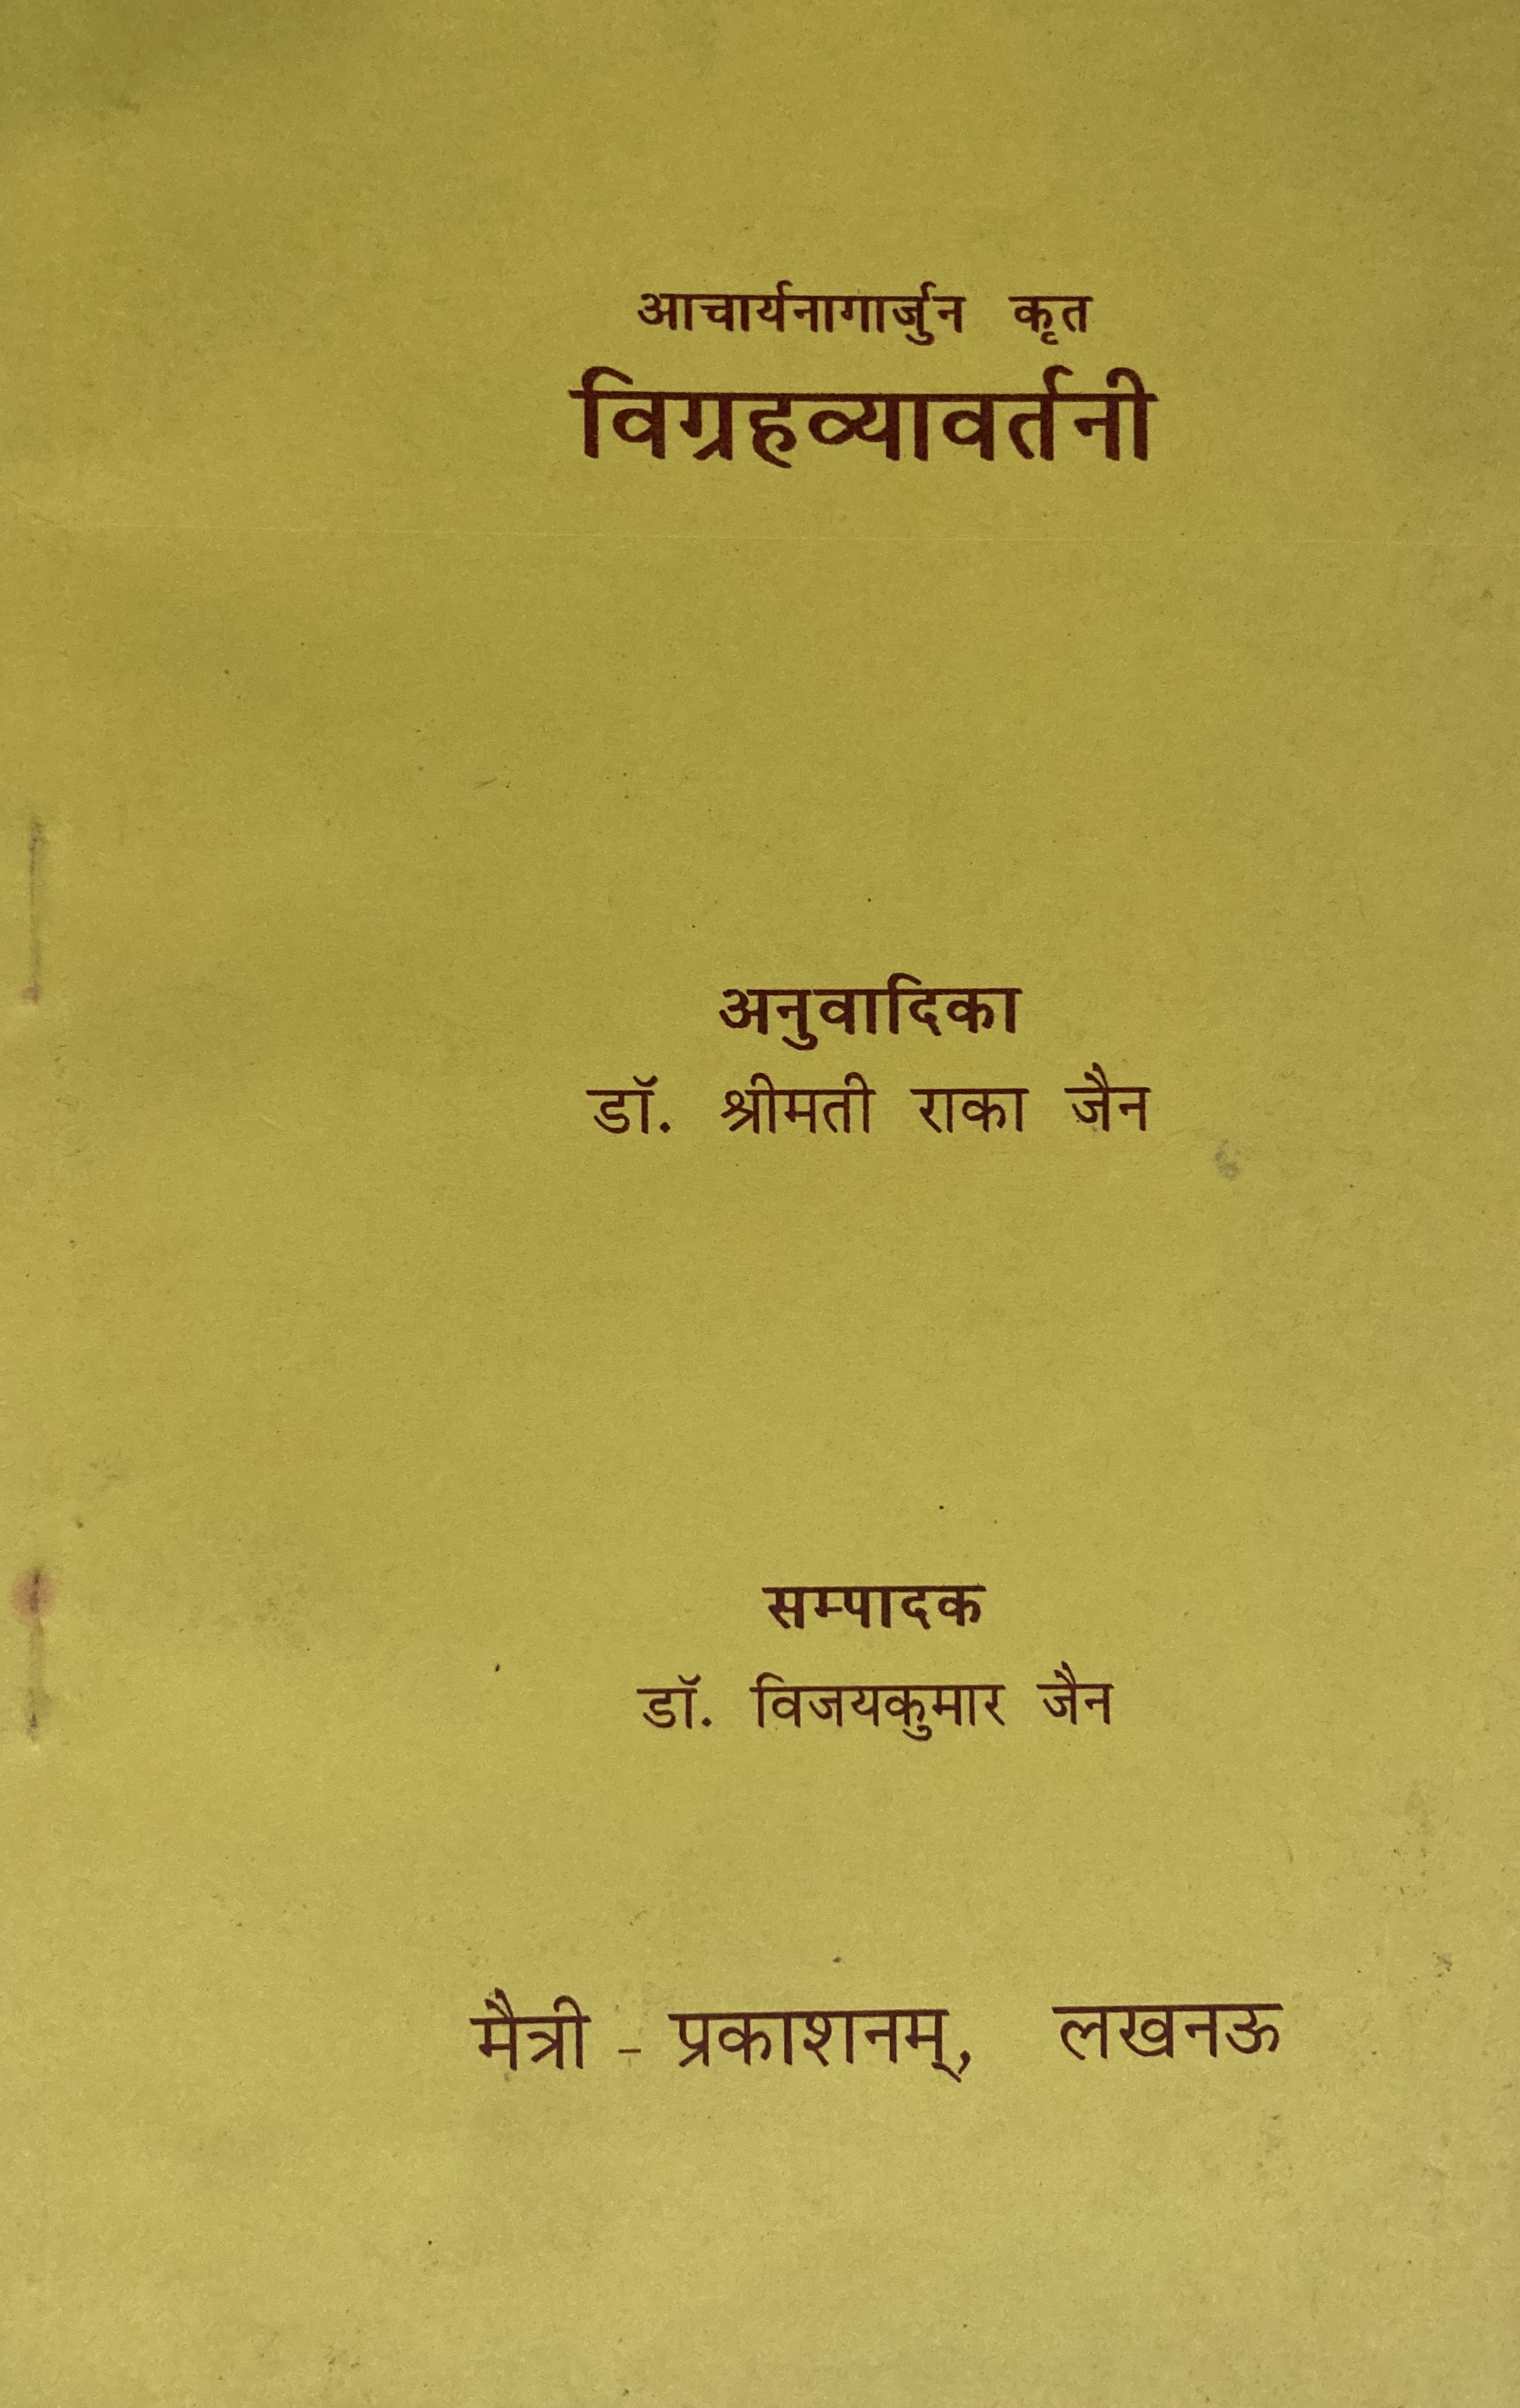 आचार्यनागार्जुन कृत
विग्रहव्यावर्तनी
अनुवादिका
डॉ. श्रीमती राका जैन
सम्पादक
डॉ. विजयकुमार जैन
मैत्री - प्रकाशनम्, लखनऊ